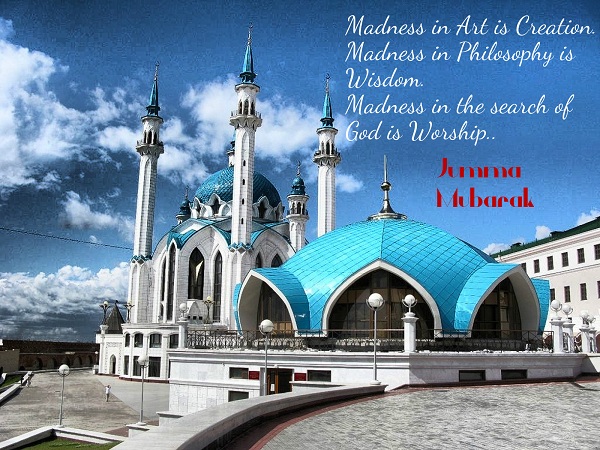 Madness in Art is Creation.
Madness in Philosophy is
Wisdom.
Madness in the search of
God is Worship..
Jumma
Mubarak